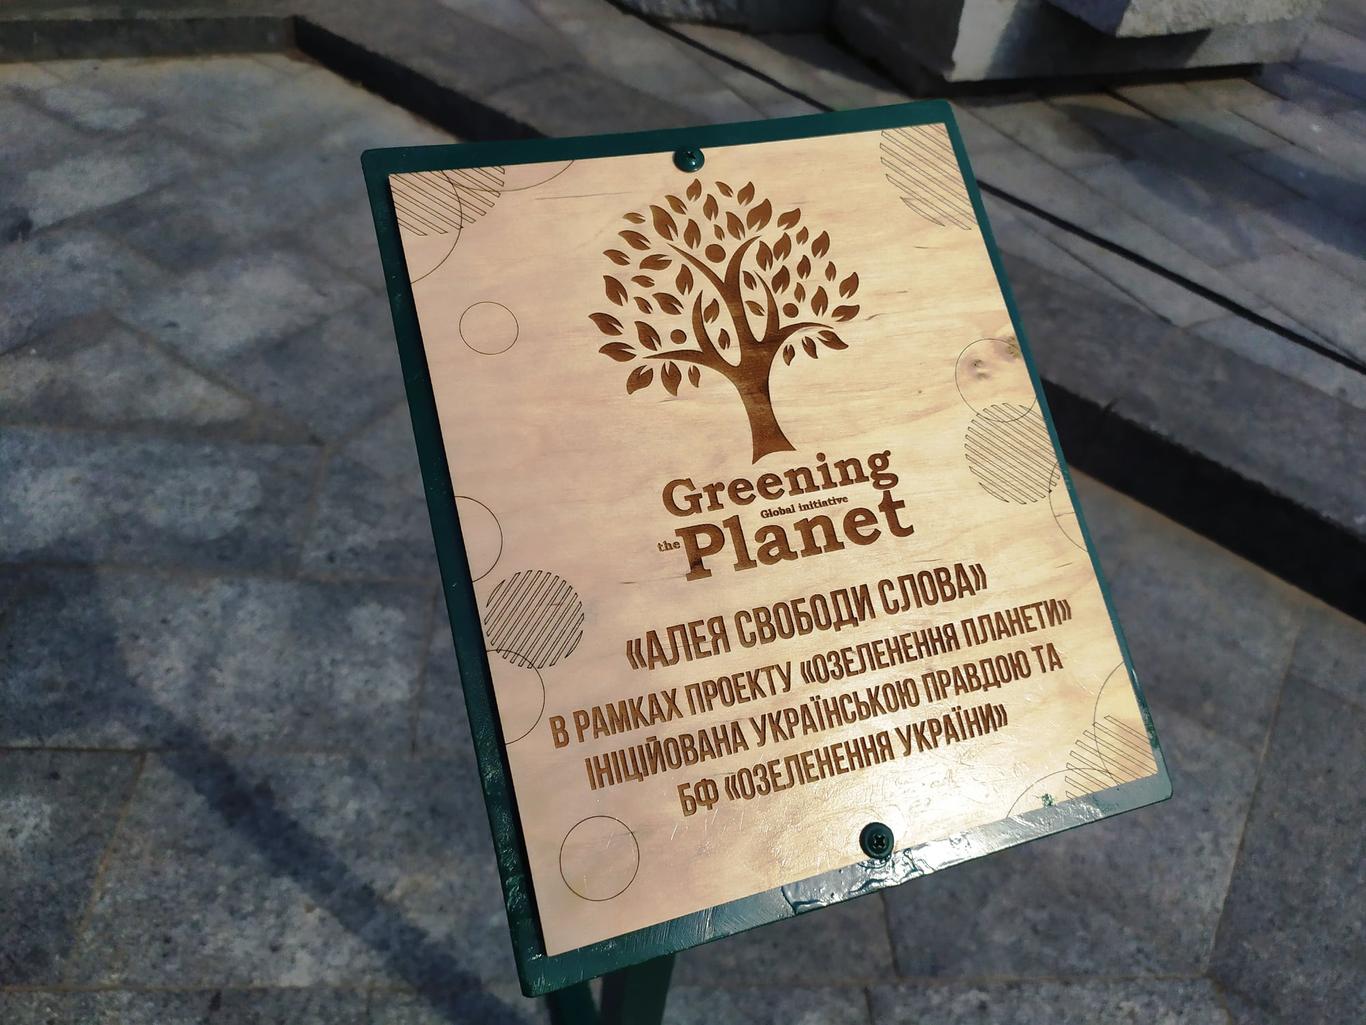 Greening
Global initiative
the Planet
«АЛЕЯ СВОБОДИ СЛОВА»
В РАМКАХ ПРОЕКТУ «ОЗЕЛЕНЕННЯ ПЛАНЕТИ»
ІНІЦІЙОВАНА УКРАЇНСЬКОЮ ПРАВДОЮ ТА
БФ «ОЗЕЛЕНЕННЯ УКРАЇНИ»